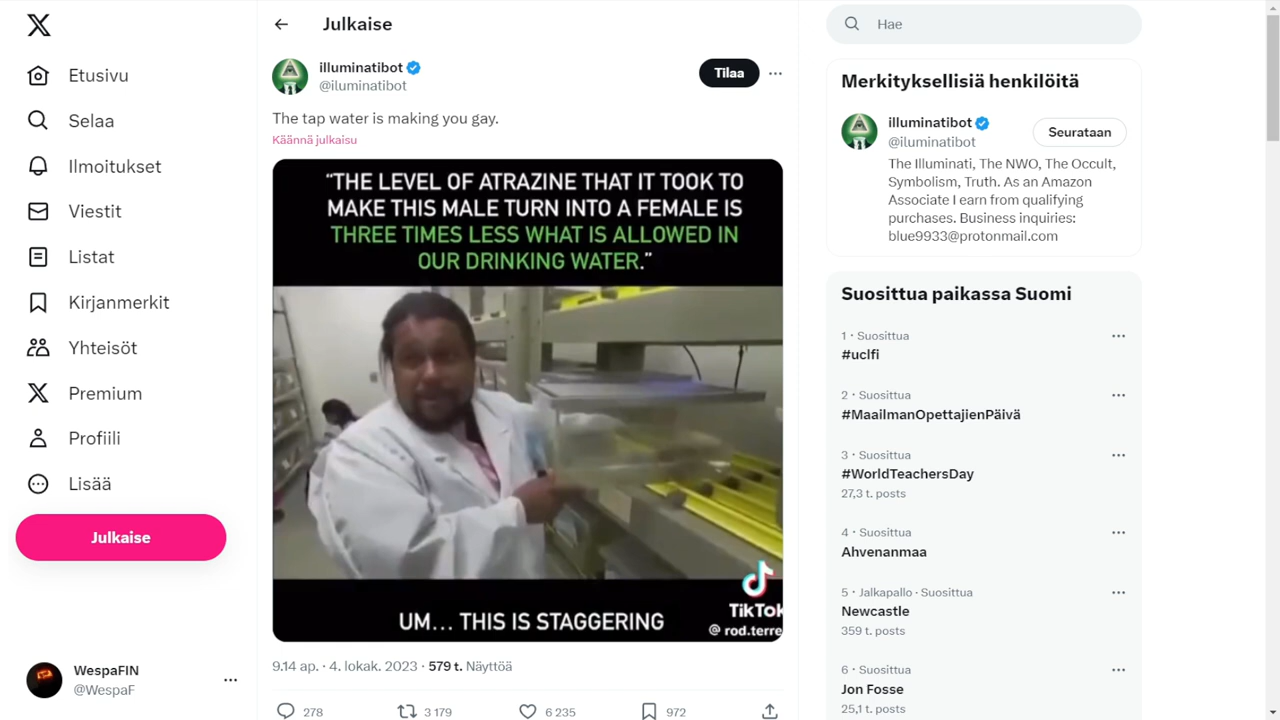 Julkaise
Hae
Etusivu
Selaa
Ilmoitukset
Viestit
Listat
Kirjanmerkit
Yhteisöt
Premium
Profiili
Lisää
Julkaise
WespaFIN
@WespaF
illuminatibot
@iluminatibot
Tilaa
The tap water is making you gay.
Käännä julkaisu
“THE LEVEL OF ATRAZINE THAT IT TOOK TO
MAKE THIS MALE TURN INTO A FEMALE IS
THREE TIMES LESS WHAT IS ALLOWED IN
OUR DRINKING WATER.”
UM... THIS IS STAGGERING
TikTok
@ rod.terre
9.14 ap. · 4. lokak. 2023 · 579 t. Näyttöä
278 3 179 6 235 972
Merkityksellisiä henkilöitä
illuminatibot
@iluminatibot
Seurataan
The Illuminati, The NWO, The Occult,
Symbolism, Truth. As an Amazon
Associate I earn from qualifying
purchases. Business inquiries:
blue9933@protonmail.com
Suosittua paikassa Suomi
1 · Suosittua
#uclfi
2 · Suosittua
#MaailmanOpettajienPäivä
3 · Suosittua
#WorldTeachersDay
27,3 t. posts
4 · Suosittua
Ahvenanmaa
5 · Jalkapallo · Suosittua
Newcastle
359 t. posts
6 · Suosittua
Jon Fosse
25,1 t. posts